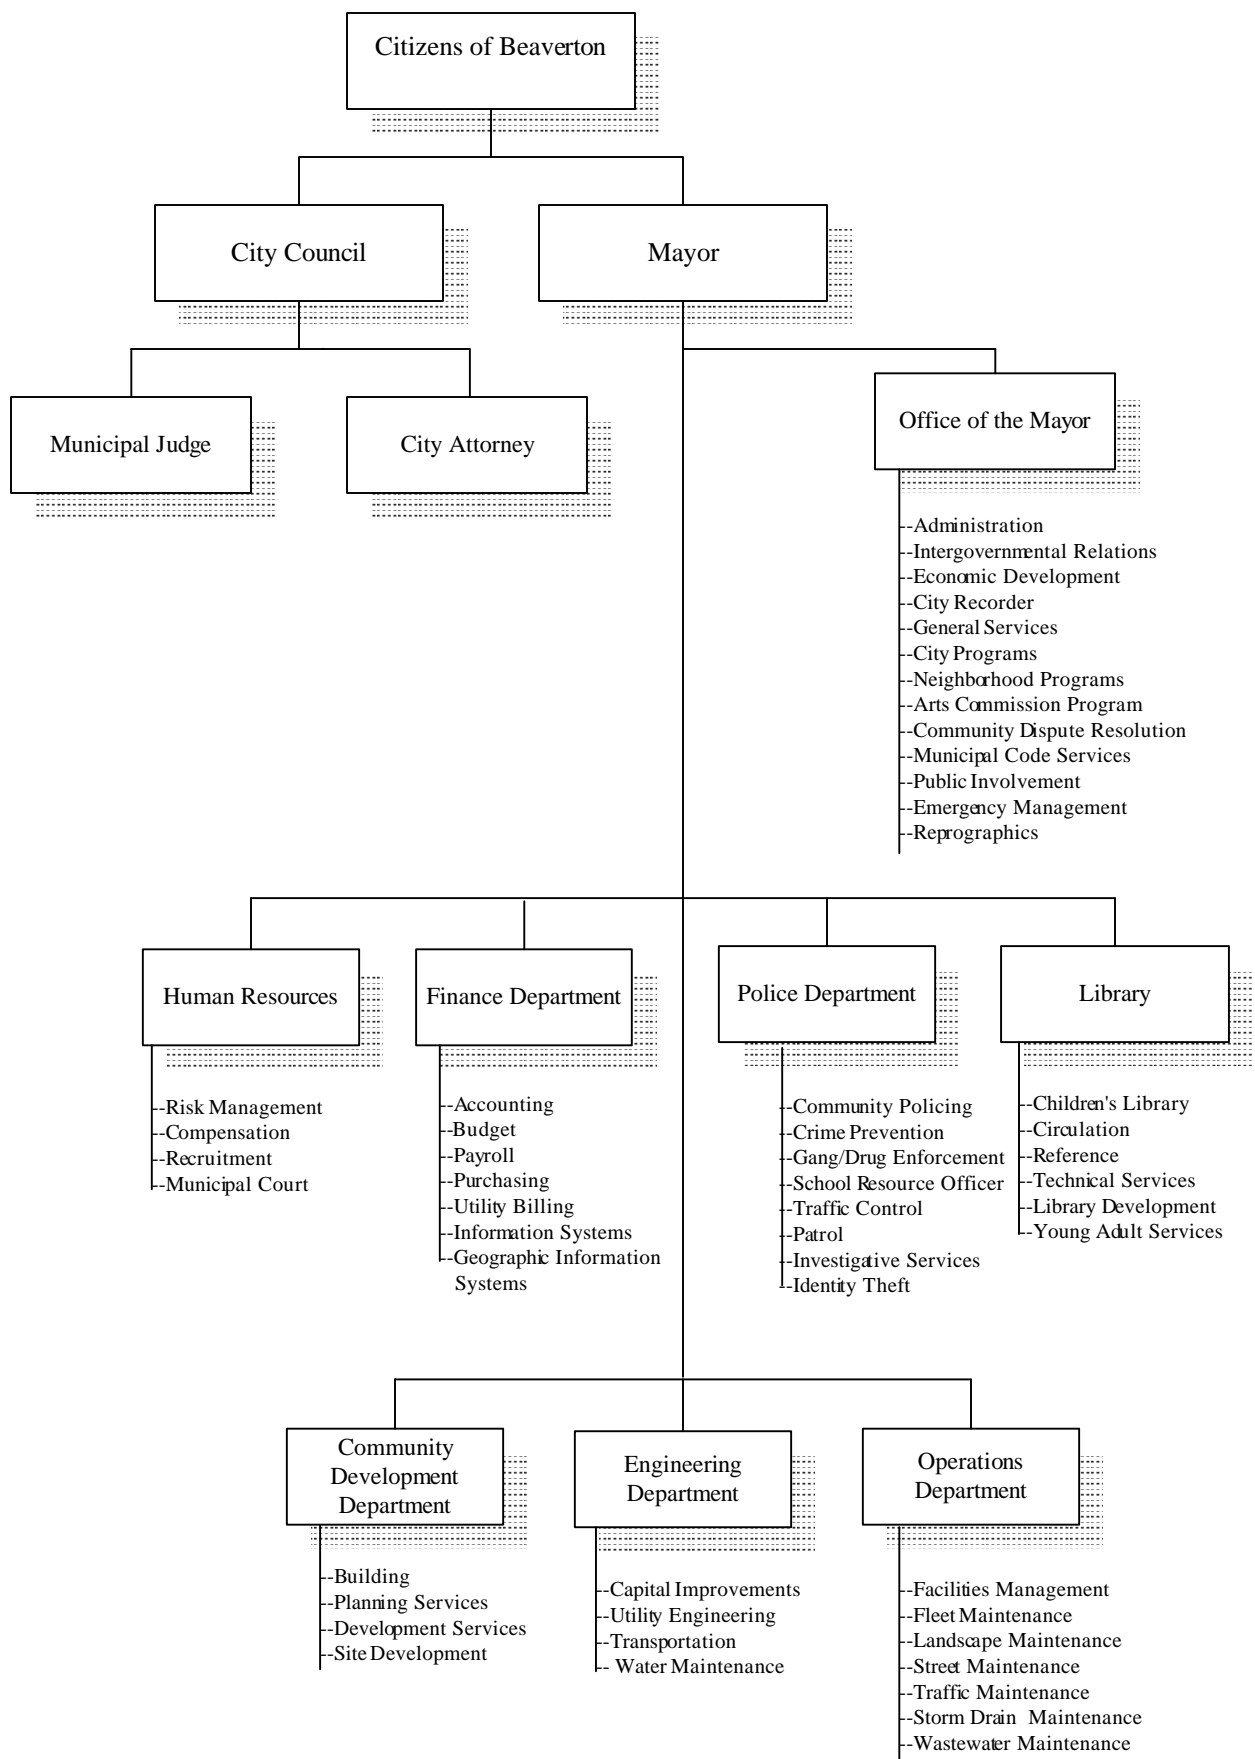 Citizens of Beaverton
City Council
Mayor
Municipal Judge
City Attorney
Office of the Mayor
--Administration
--Intergovernmental Relations
--Economic Development
--City Recorder
--General Services
--City Programs
--Neighborhood Programs
--Arts Commission Program
--Community Dispute Resolution
--Municipal Code Services
--Public Involvement
--Emergency Management
--Reprographics
Human Resources
--Risk Management
--Compensation
--Recruitment
--Municipal Court
Finance Department
--Accounting
--Budget
--Payroll
--Purchasing
--Utility Billing
--Information Systems
--Geographic Information
Systems
Police Department
--Community Policing
--Crime Prevention
--Gang/Drug Enforcement
--School Resource Officer
--Traffic Control
--Patrol
--Investigative Services
--Identity Theft
Library
--Children's Library
--Circulation
--Reference
--Technical Services
--Library Development
--Young Adult Services
Community
Development
Department
--Building
--Planning Services
--Development Services
--Site Development
Engineering
Department
--Capital Improvements
--Utility Engineering
--Transportation
-- Water Maintenance
Operations
Department
--Facilities Management
--Fleet Maintenance
--Landscape Maintenance
--Street Maintenance
--Traffic Maintenance
--Storm Drain Maintenance
--Wastewater Maintenance